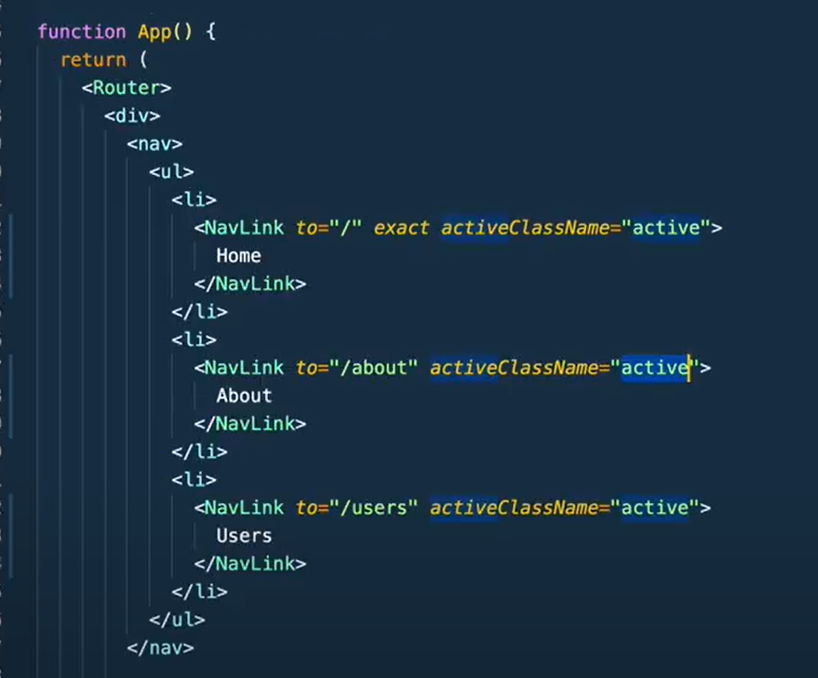 function App() {
return (
<Router>
<div>
<nav>
<ul>
<li>
<NavLink to="/" exact activeClassName="active">
Home
</NavLink>
</li>
<li>
<NavLink to="/about" activeClassName="active">
About
</NavLink>
</li>
<li>
<NavLink to="/users" activeClassName="active">
Users
</NavLink>
</li>
</ul>
</nav>